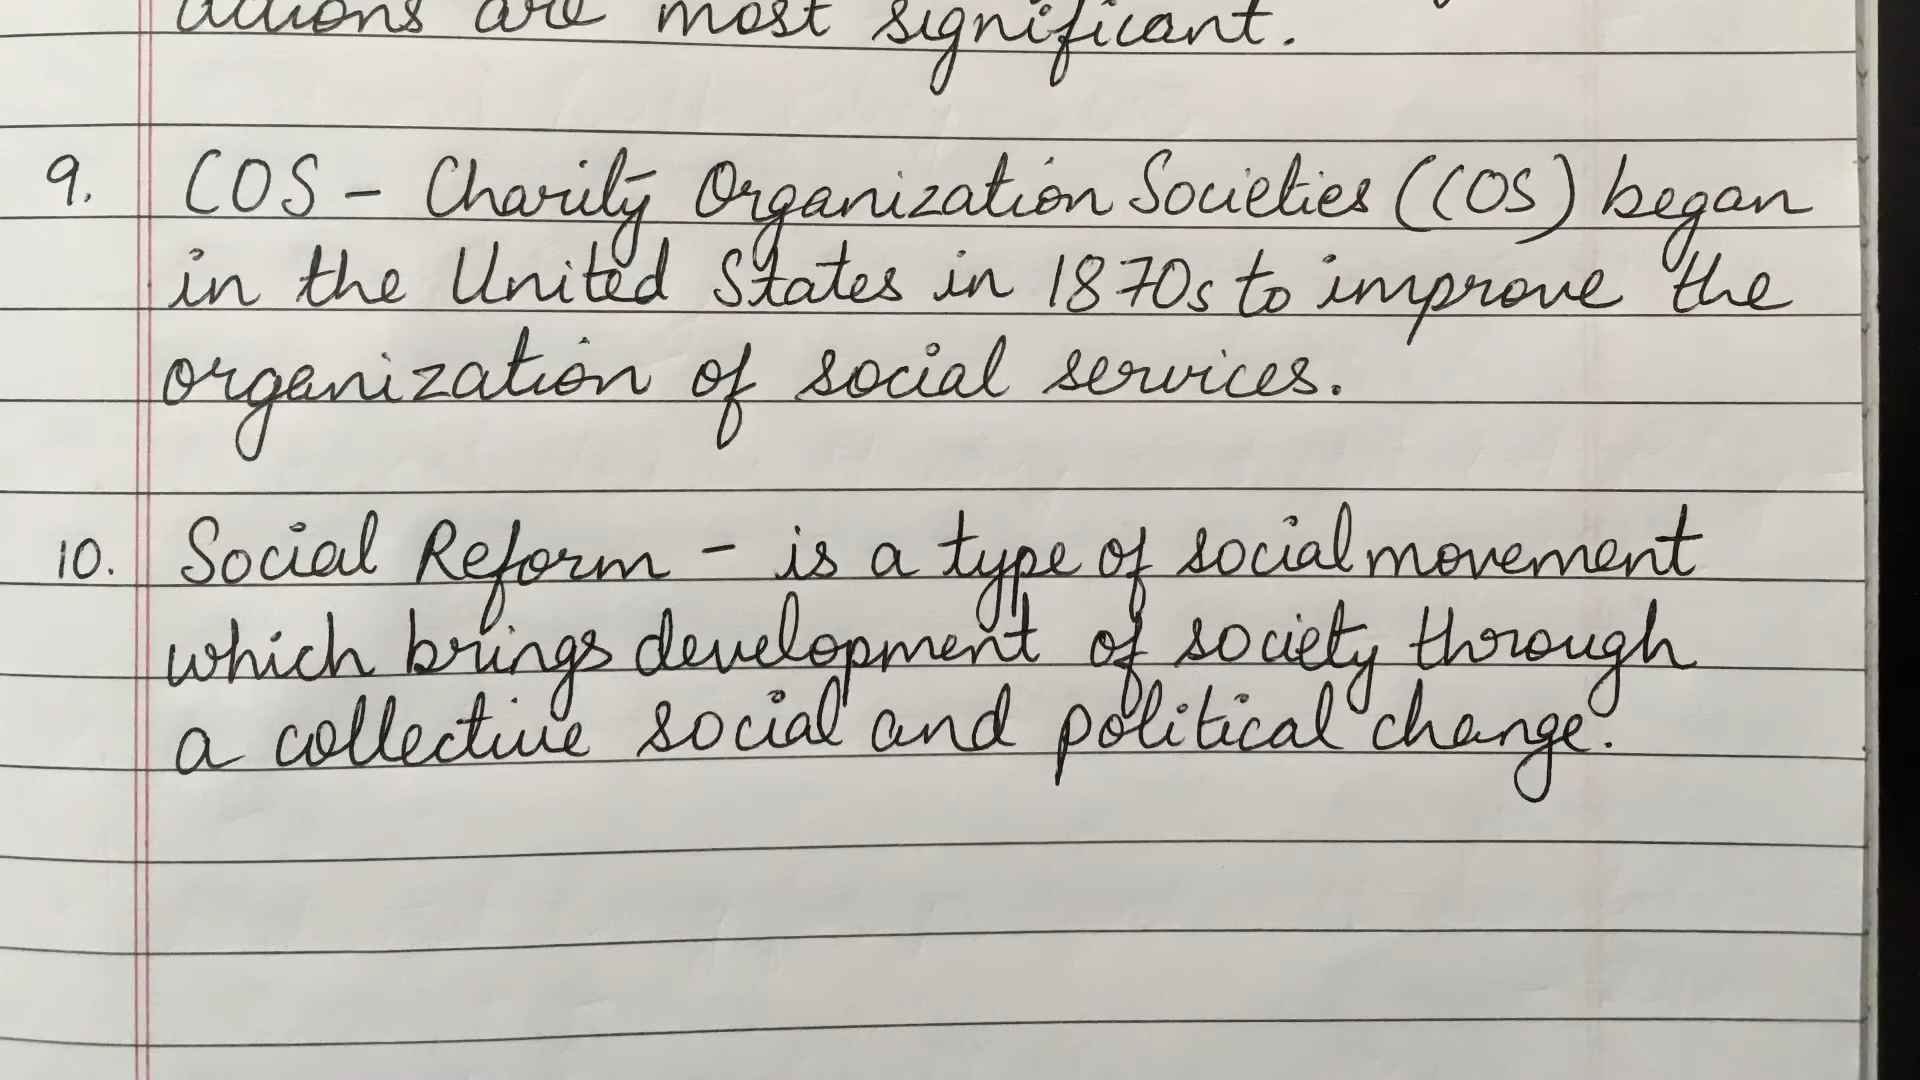 actions are most significant.
9. COS - Charity Organization Societies (COS) began
in the United States in 1870s to improve the
organization of social services.
10. Social Reform - is a type of social movement
which brings development of society through
a collective social and political change.